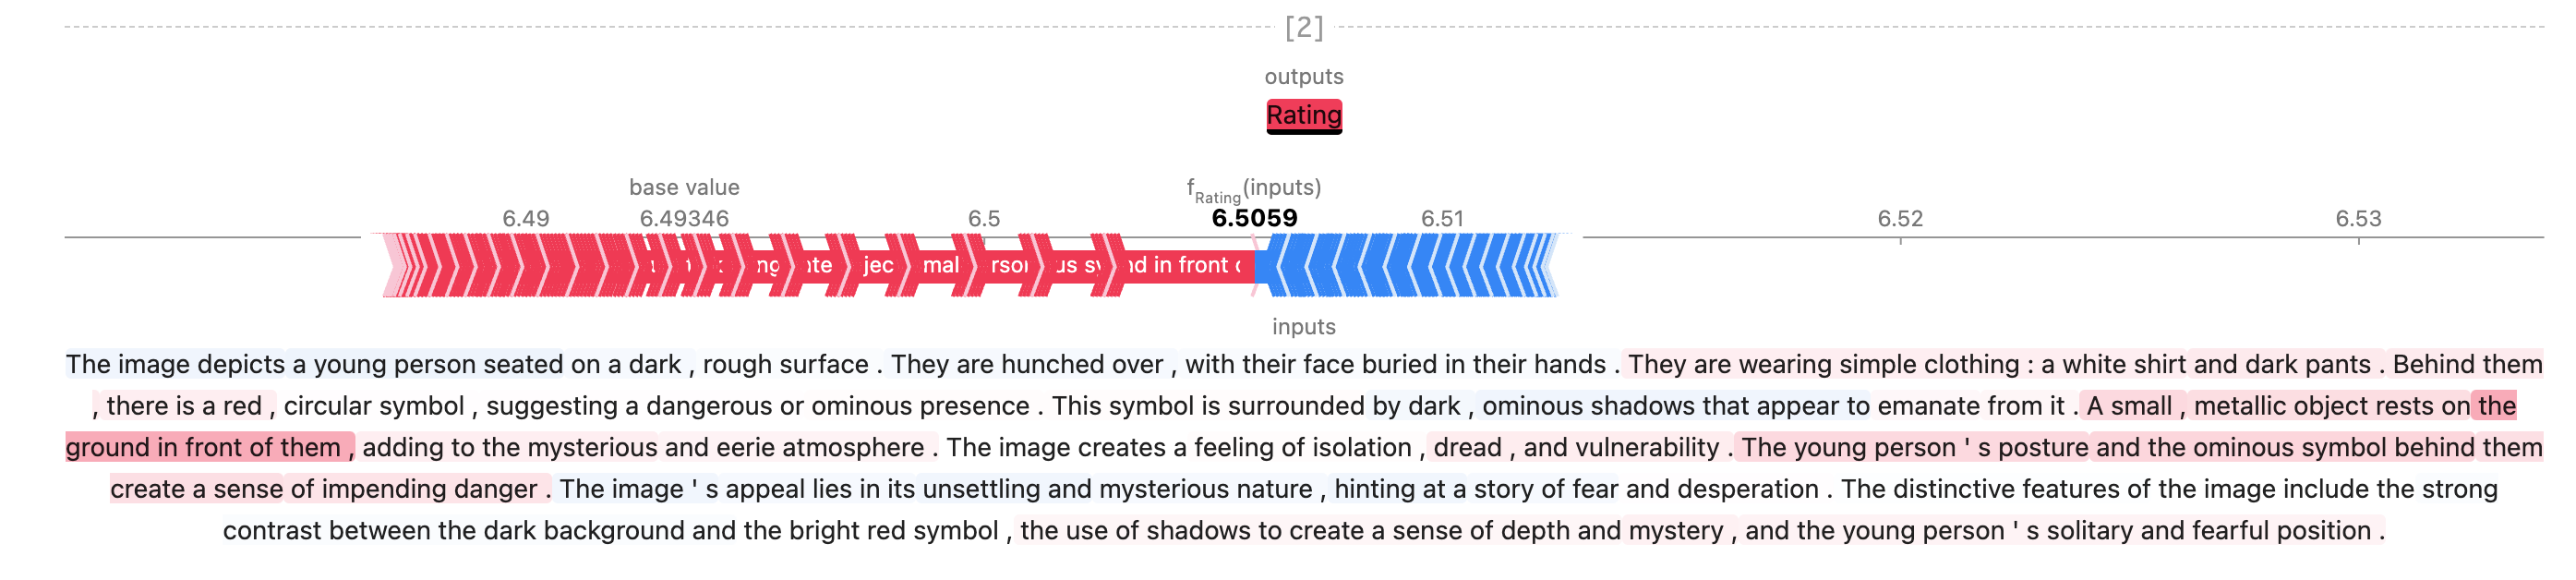 [2]
outputs
Rating
base value
fRating(inputs)
6.49 6.49346 6.5 6.5059 6.51 6.52 6.53
ng ate jec mal rson us sy nd in front
inputs
The image depicts a young person seated on a dark , rough surface . They are hunched over , with their face buried in their hands . They are wearing simple clothing : a white shirt and dark pants . Behind them
, there is a red , circular symbol , suggesting a dangerous or ominous presence . This symbol is surrounded by dark , ominous shadows that appear to emanate from it . A small , metallic object rests on the
ground in front of them , adding to the mysterious and eerie atmosphere . The image creates a feeling of isolation , dread , and vulnerability . The young person ' s posture and the ominous symbol behind them
create a sense of impending danger . The image ' s appeal lies in its unsettling and mysterious nature , hinting at a story of fear and desperation . The distinctive features of the image include the strong
contrast between the dark background and the bright red symbol , the use of shadows to create a sense of depth and mystery , and the young person ' s solitary and fearful position .